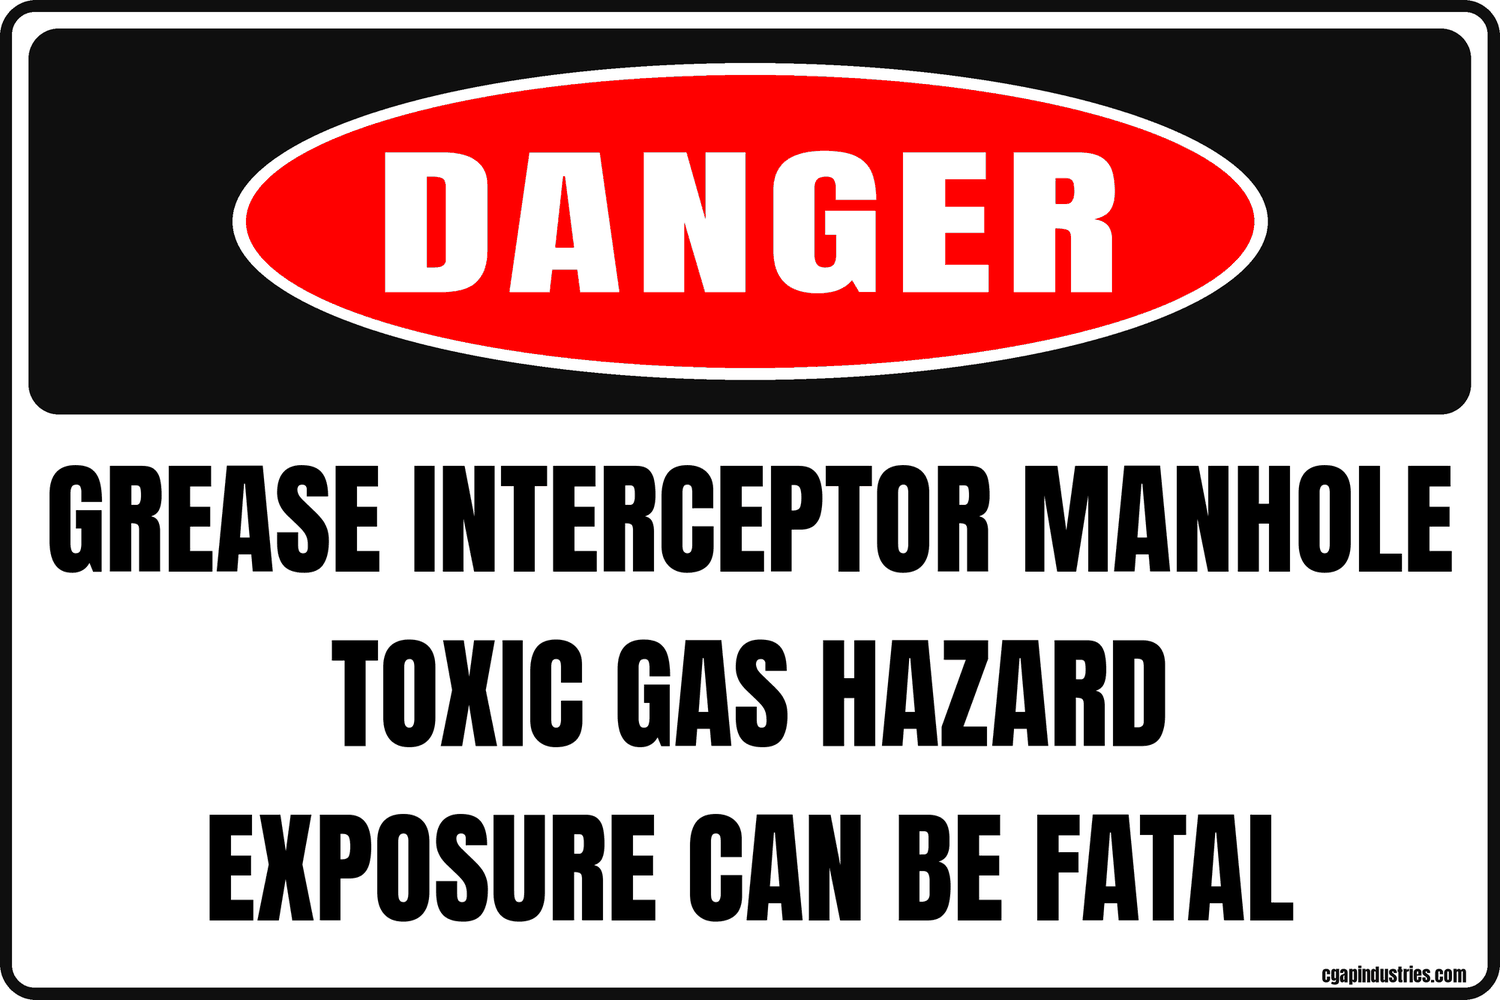 DANGER
GREASE INTERCEPTOR MANHOLE
TOXIC GAS HAZARD
EXPOSURE CAN BE FATAL
cgapindustries.com